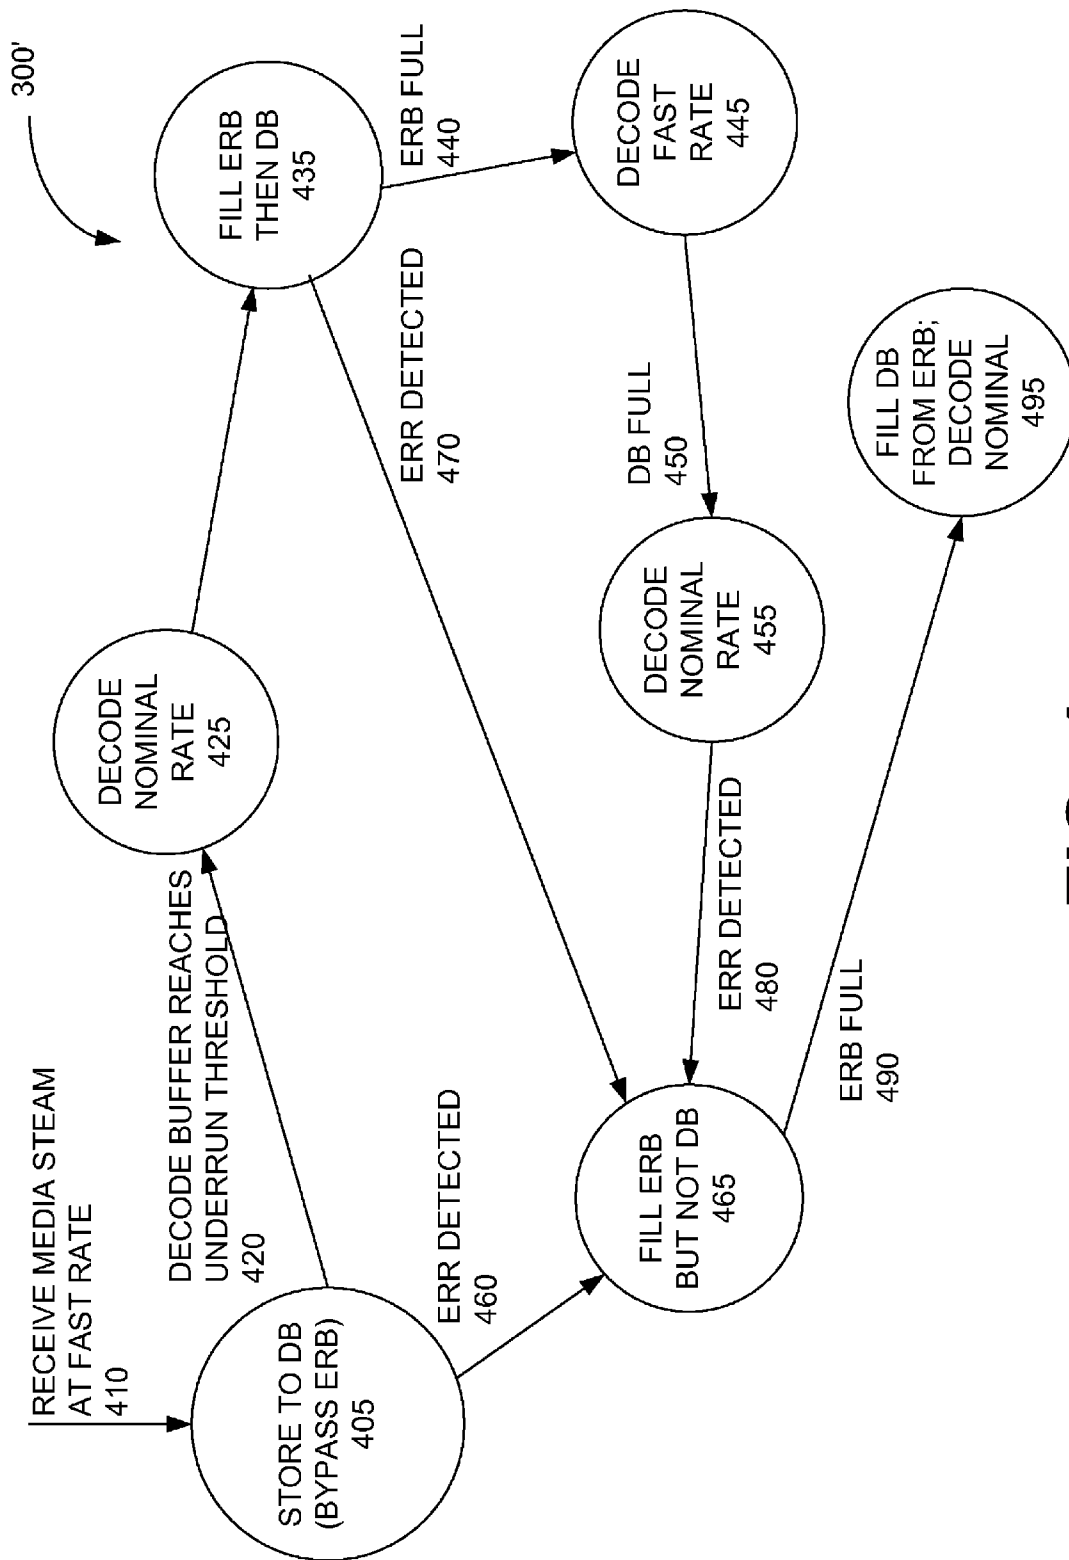 300'
RECEIVE MEDIA STEAM
AT FAST RATE
410
STORE TO DB
(BYPASS ERB)
405
DECODE BUFFER REACHES
UNDERRUN THRESHOLD
420
DECODE
NOMINAL
RATE
425
FILL ERB
THEN DB
435
ERB FULL
440
DECODE
FAST
RATE
445
DB FULL
450
DECODE
NOMINAL
RATE
455
ERR DETECTED
460
FILL ERB
BUT NOT DB
465
ERR DETECTED
470
ERR DETECTED
480
ERB FULL
490
FILL DB
FROM ERB;
DECODE
NOMINAL
495